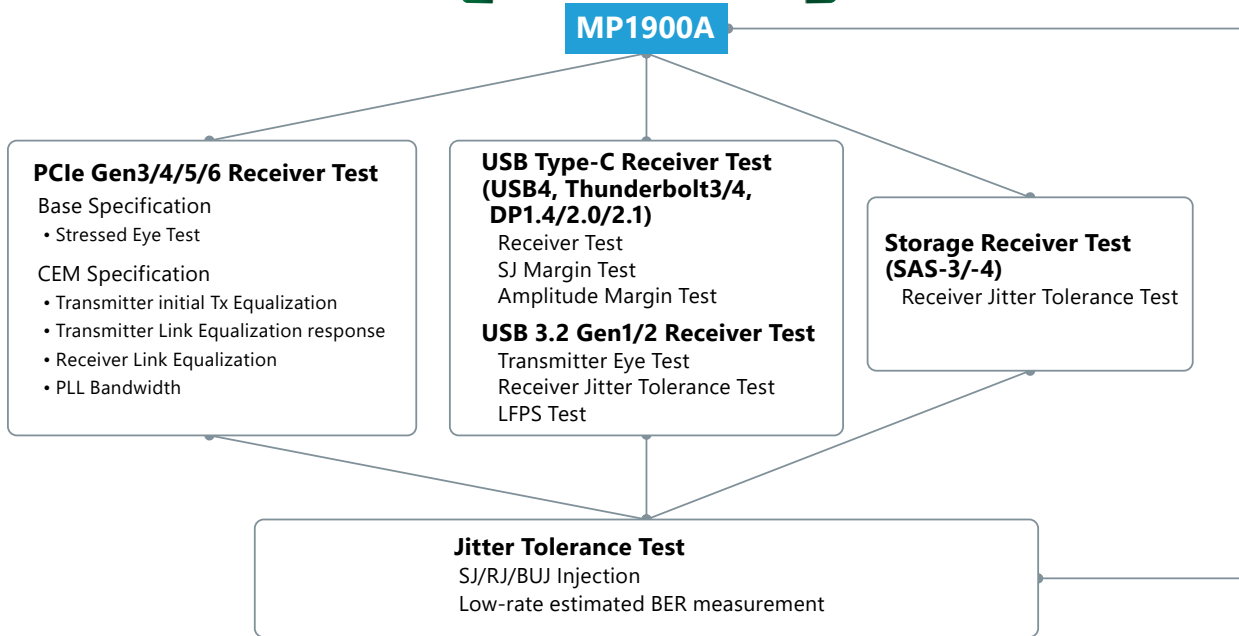 MP1900A
PCIe Gen3/4/5/6 Receiver Test
Base Specification
• Stressed Eye Test
CEM Specification
• Transmitter initial Tx Equalization
• Transmitter Link Equalization response
• Receiver Link Equalization
• PLL Bandwidth
USB Type-C Receiver Test
(USB4, Thunderbolt3/4,
DP1.4/2.0/2.1)
Receiver Test
SJ Margin Test
Amplitude Margin Test
USB 3.2 Gen1/2 Receiver Test
Transmitter Eye Test
Receiver Jitter Tolerance Test
LFPS Test
Storage Receiver Test
(SAS-3/-4)
Receiver Jitter Tolerance Test
Jitter Tolerance Test
SJ/RJ/BUJ Injection
Low-rate estimated BER measurement